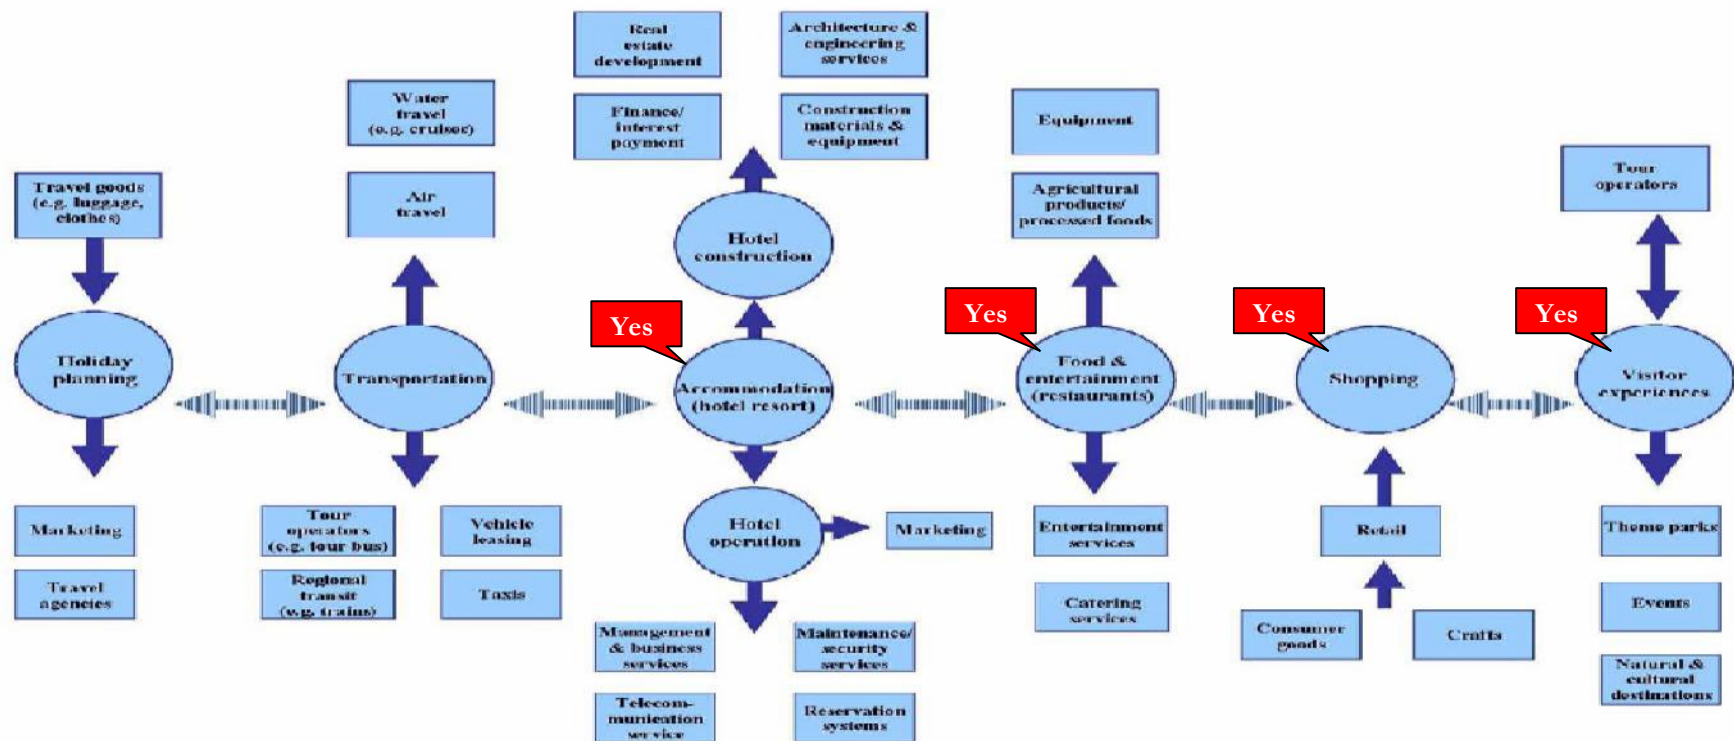 Real
estate
development
Architecture &
engineering
services
Water
travel
(e.g. cruiser)
Finance/
interest
payment
Construction
materials &
equipment
Equipment
Tour
operators
Travel goods
(e.g. luggage,
clothes)
Air
travel
Agricultural
products/
processed foods
Hotel
construction
Yes
Yes
Yes
Yes
Holiday
planning
Transportation
Accommodation
(hotel resort)
Food &
entertainment
(restaurants)
Shopping
Visitor
experiences
Marketing
Tour
operators
(e.g. tour bus)
Vehicle
leasing
Hotel
operation
Marketing
Entertainment
services
Retail
Theme parks
Travel
agencies
Regional
transit
(e.g. trains)
Taxis
Catering
services
Events
Management
& business
services
Maintenance/
security
services
Consumer
goods
Crafts
Natural &
cultural
destinations
Telecom-
munication
service
Reservation
systems